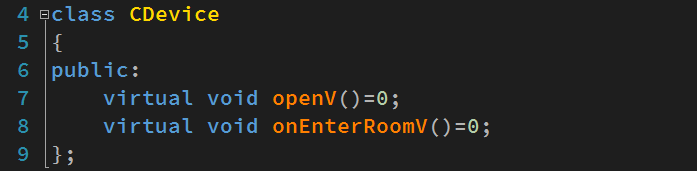 4 class CDevice
5 {
6 public:
7     virtual void openV()=0;
8     virtual void onEnterRoomV()=0;
9 };